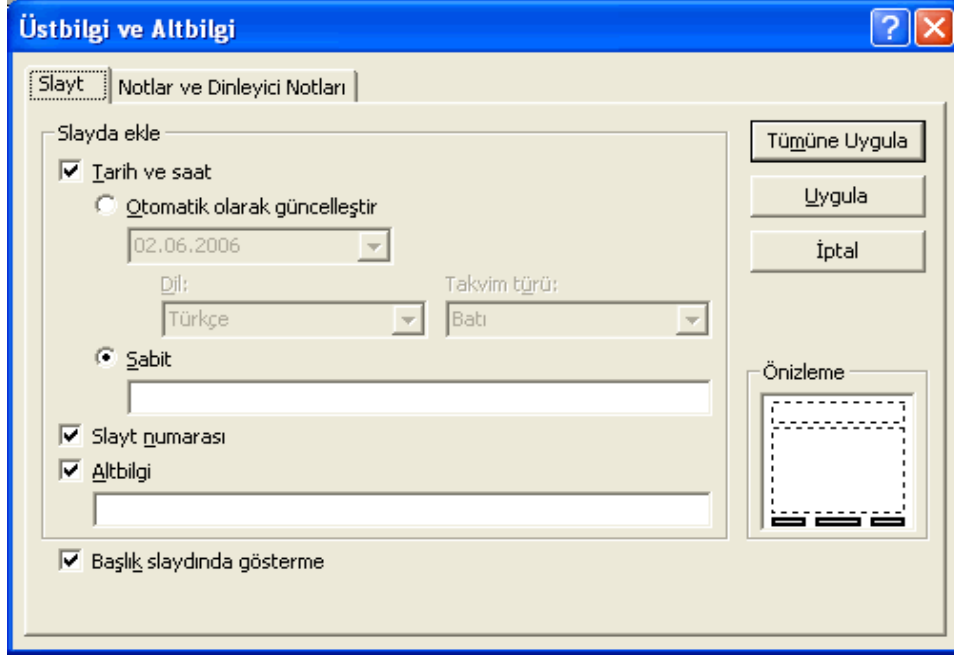 Üstbilgi ve Altbilgi
Slayt
Notlar ve Dinleyici Notları
Slayda ekle
Tarih ve saat
Otomatik olarak güncelleştir
02.06.2006
Dil:
Takvim türü:
Türkçe
Batı
Sabit
Slayt numarası
Altbilgi
Başlık slaydında gösterme
Tümüne Uygula
Uygula
İptal
Önizleme